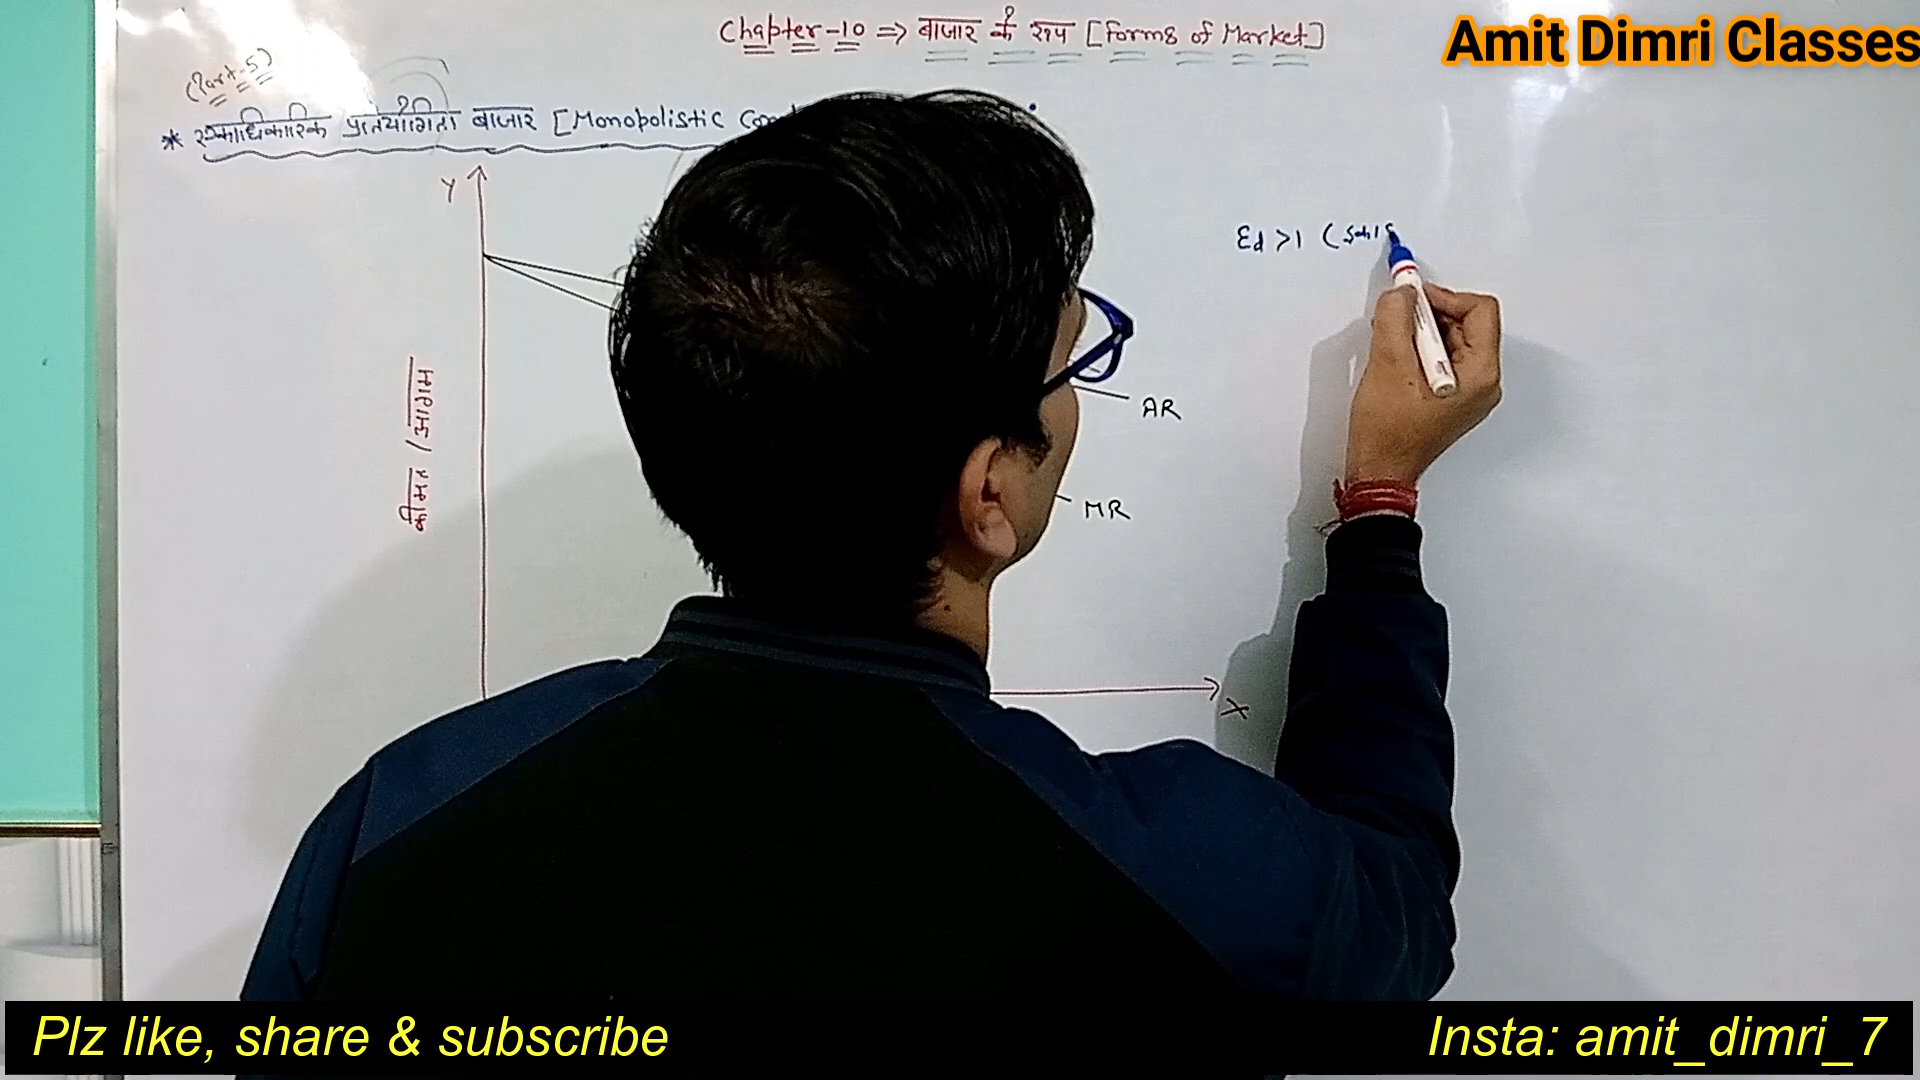 Chapter-10 => बाजार के रूप [Forms of Market]
Amit Dimri Classes
(Part-5)
* एकाधिकारिक प्रतियोगिता बाजार [Monopolistic
Y
Ed >1 (इकाई
कीमत / आगम
AR
MR
X
Plz like, share & subscribe
Insta: amit_dimri_7